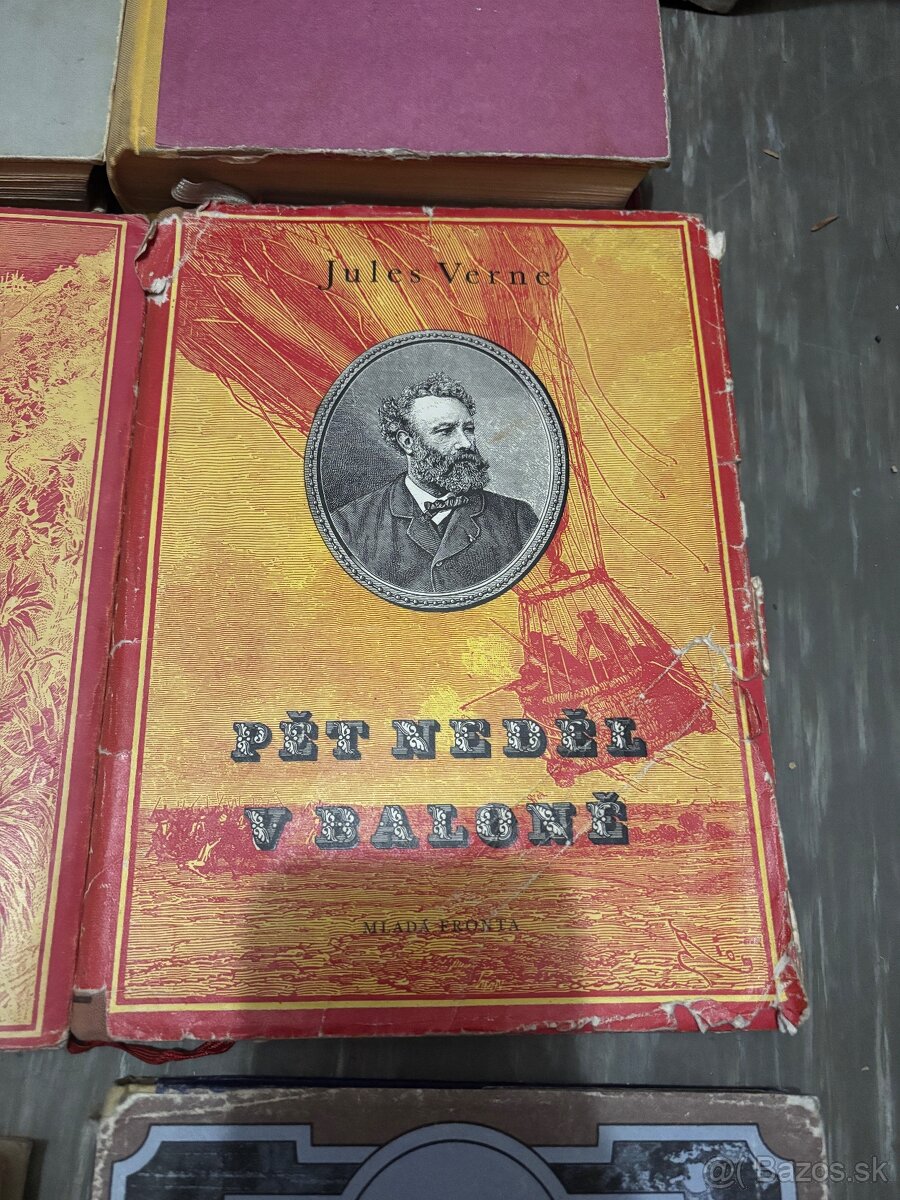 Jules Verne
PĚT NEDĚL
V BALONĚ
MLADÁ FRONTA
@( Bazos.sk